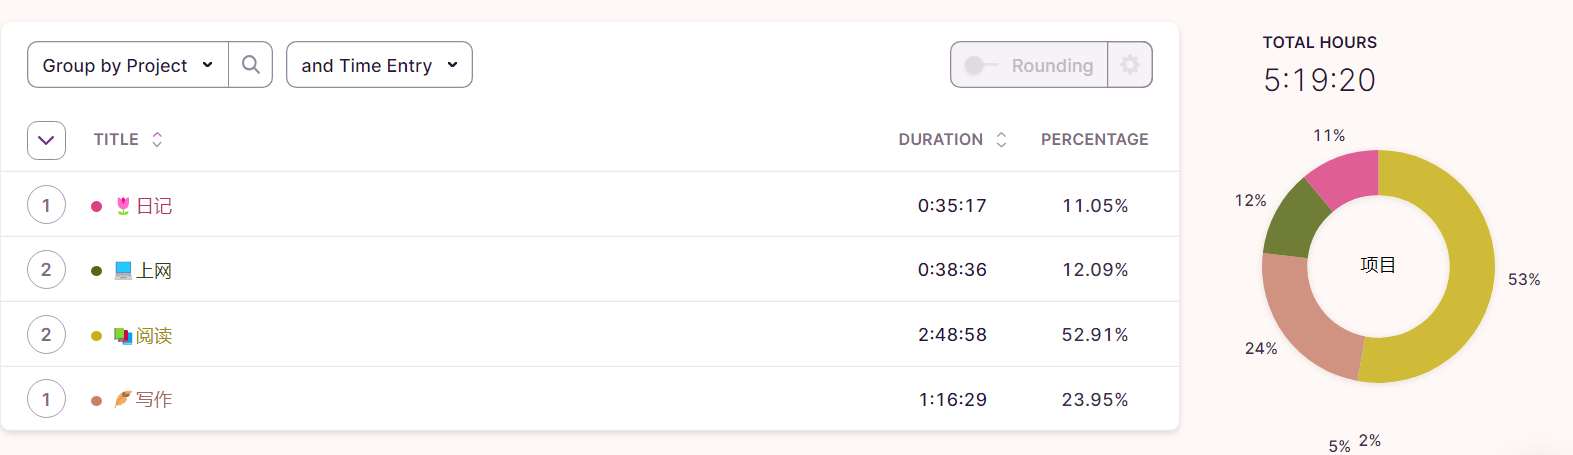 Group by Project
and Time Entry
Rounding
TITLE DURATION PERCENTAGE
1 日记 0:35:17 11.05%
2 上网 0:38:36 12.09%
2 阅读 2:48:58 52.91%
1 写作 1:16:29 23.95%
TOTAL HOURS
5:19:20
11%
12%
项目
53%
24%
5% 2%